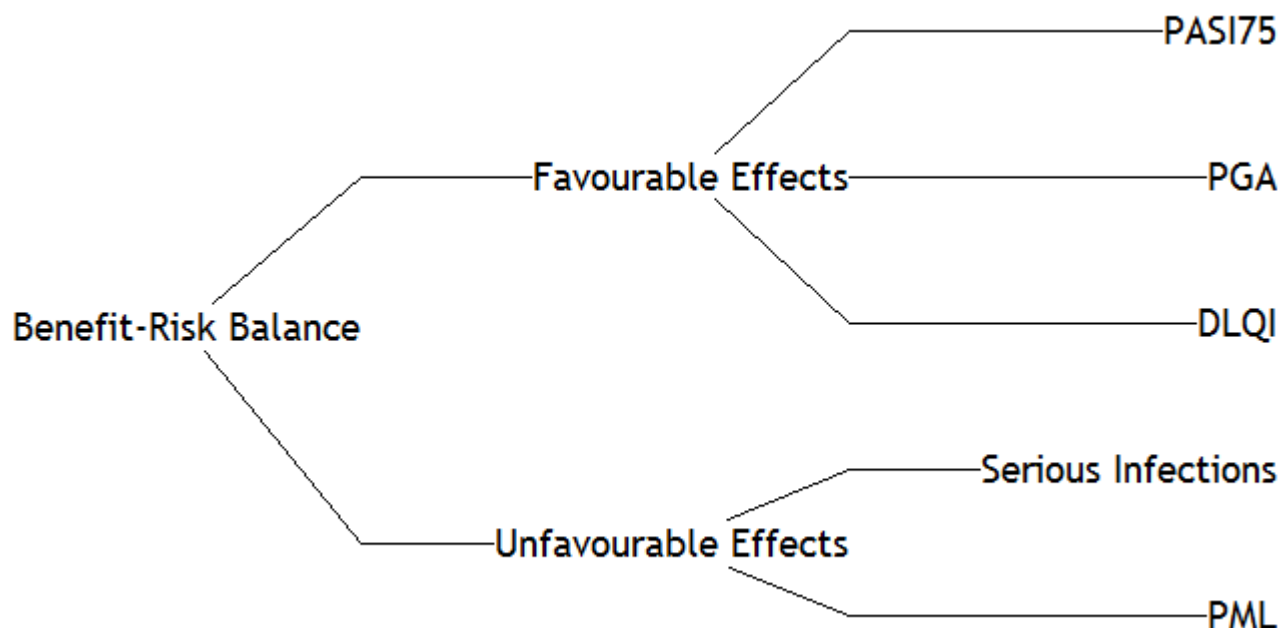 PASI75
Favourable Effects
PGA
Benefit-Risk Balance
DLQI
Serious Infections
Unfavourable Effects
PML